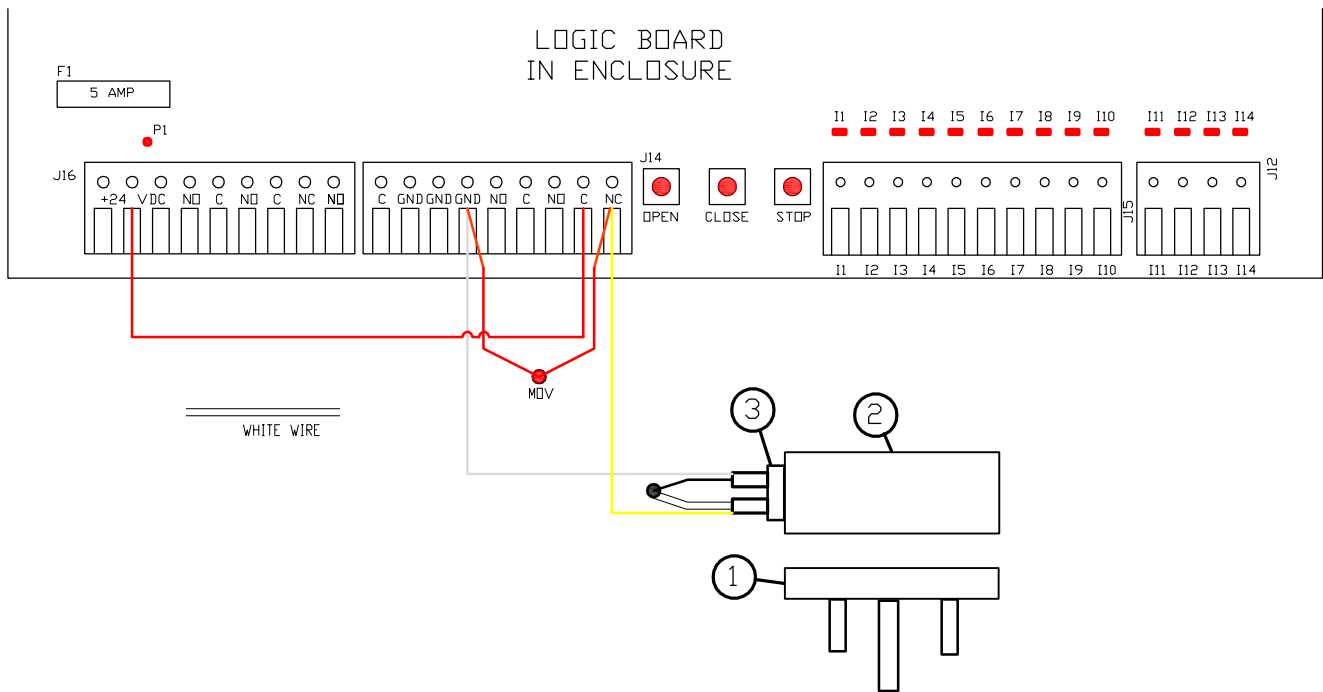 LOGIC BOARD
IN ENCLOSURE
F1
5 AMP
P1
I1 I2 I3 I4 I5 I6 I7 I8 I9 I10 I11 I12 I13 I14
J16
J14
J12
+24 VDC NO C NO C NC NO
C GND GND GND NO C NO C NC
J15
OPEN CLOSE STOP
I1 I2 I3 I4 I5 I6 I7 I8 I9 I10 I11 I12 I13 I14
MOV
WHITE WIRE
3
2
1